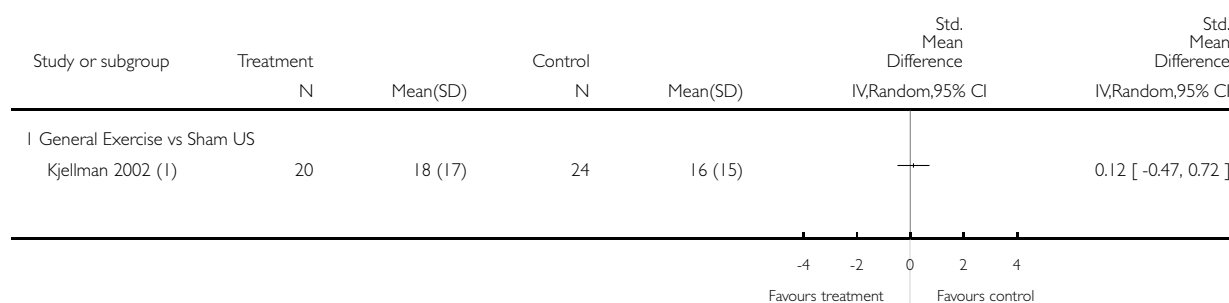 Std.
Mean
Difference
Std.
Mean
Difference
Study or subgroup Treatment Control
N Mean(SD) N Mean(SD) IV,Random,95% CI IV,Random,95% CI
1 General Exercise vs Sham US
Kjellman 2002 (1) 20 18 (17) 24 16 (15) 0.12 [ -0.47, 0.72 ]
-4 -2 0 2 4
Favours treatment Favours control